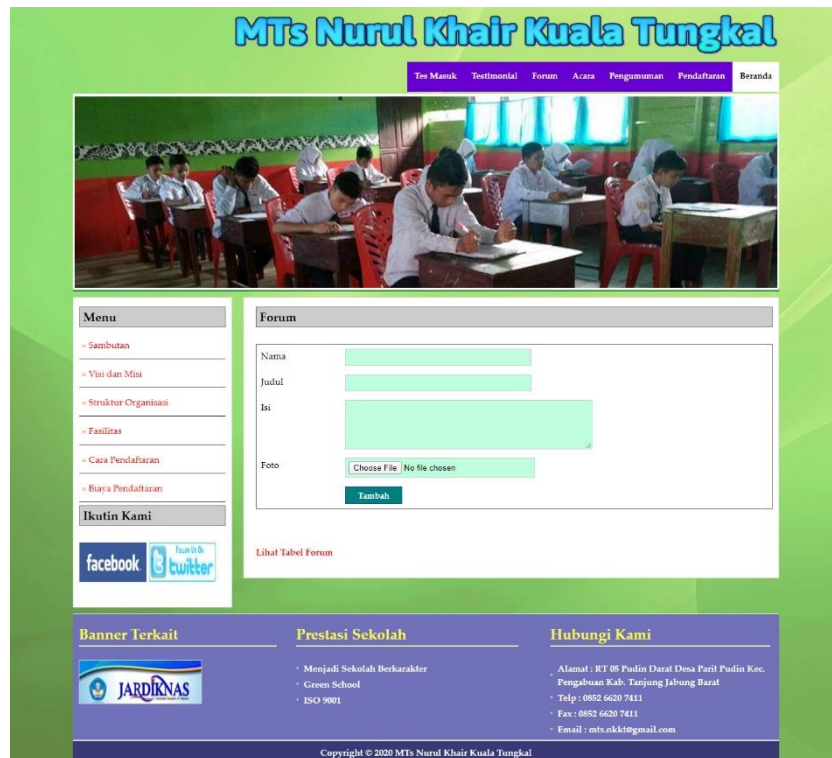 MTs Nurul Khair Kuala Tungkal
Tes Masuk Testimonial Forum Acara Pengumuman Pendaftaran Beranda
Menu
Sambutan
Visi dan Misi
Struktur Organisasi
Fasilitas
Cara Pendaftaran
Biaya Pendaftaran
Ikutin Kami
facebook
Follow Us On
twitter
Forum
Nama
Judul
Isi
Foto
Choose File No file chosen
Tambah
Lihat Tabel Forum
Banner Terkait
JARDIKNAS
Prestasi Sekolah
Menjadi Sekolah Berkarakter
Green School
ISO 9001
Hubungi Kami
Alamat : RT 05 Pudin Darat Desa Parit Pudin Kec.
Pengabuan Kab. Tanjung Jabung Barat
Telp : 0852 6620 7411
Fax : 0852 6620 7411
Email : mts.nkkt@gmail.com
Copyright © 2020 MTs Nurul Khair Kuala Tungkal